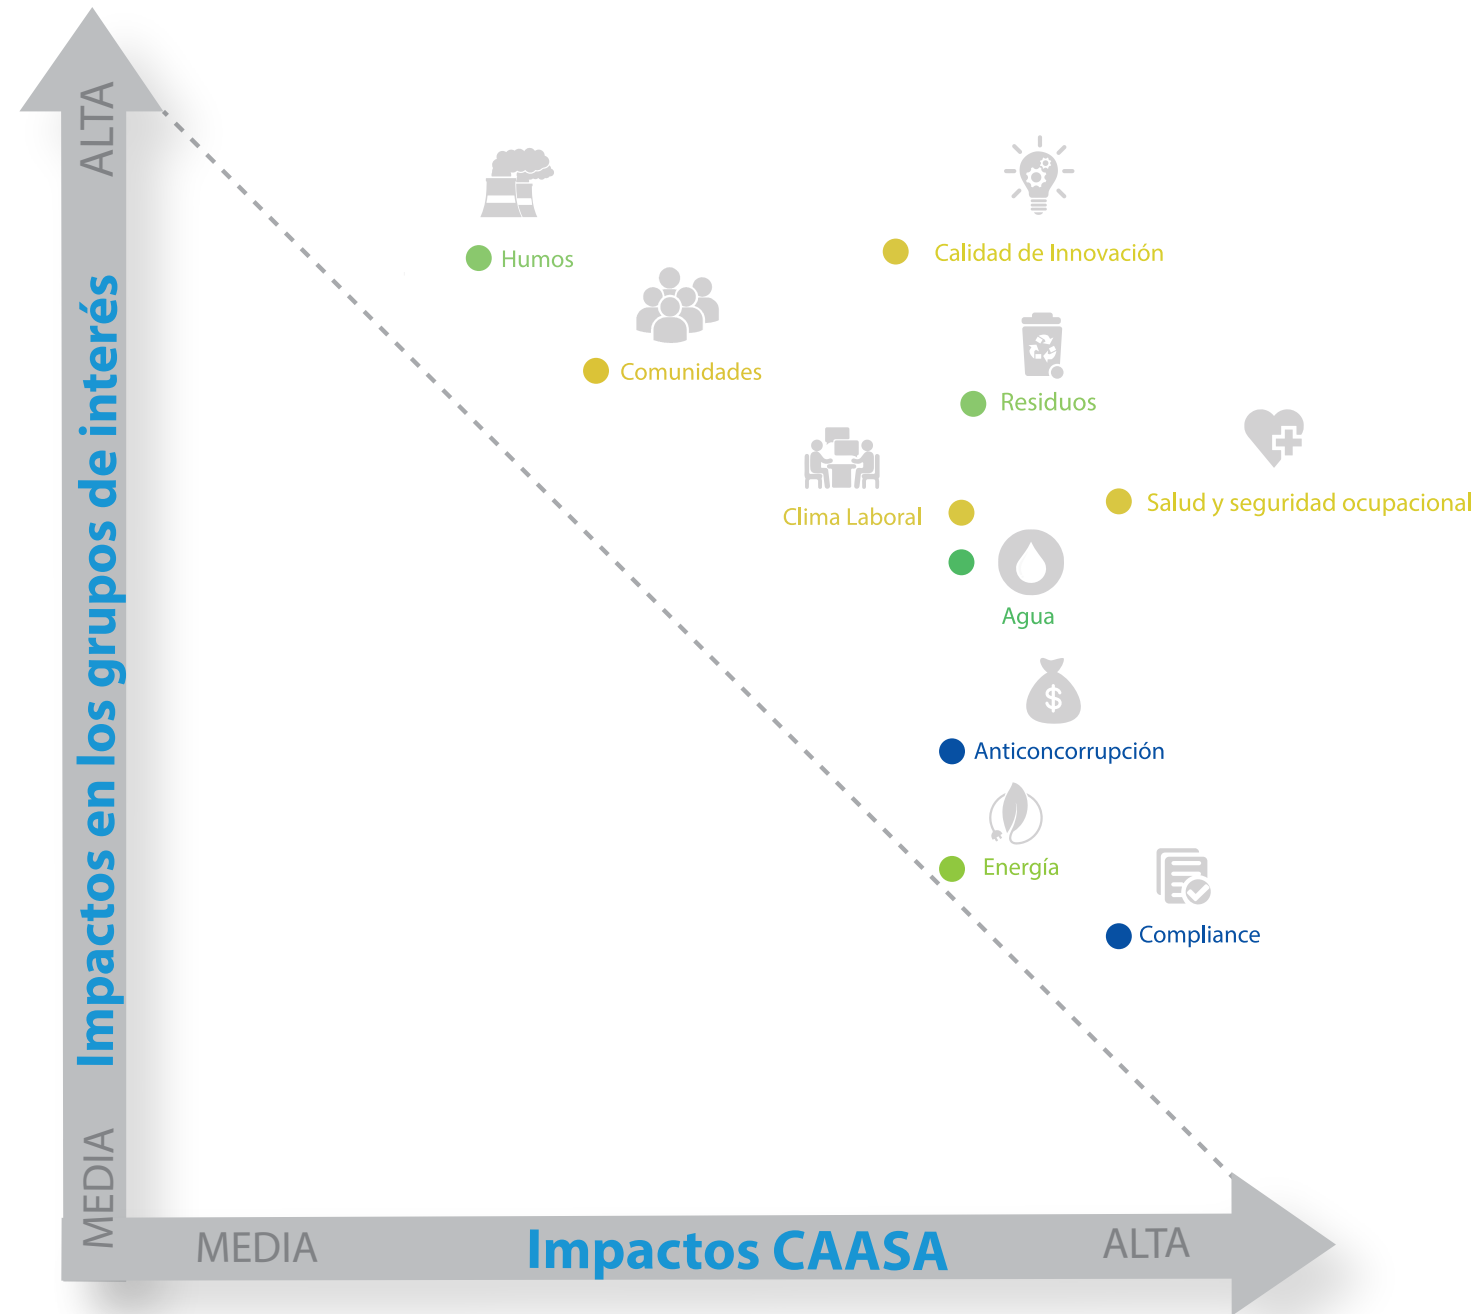 ALTA
Impactos en los grupos de interés
MEDIA
Humos
Calidad de Innovación
Comunidades
Residuos
Salud y seguridad ocupacional
Clima Laboral
Agua
$
Anticoncorrupción
Energía
Compliance
MEDIA
Impactos CAASA
ALTA